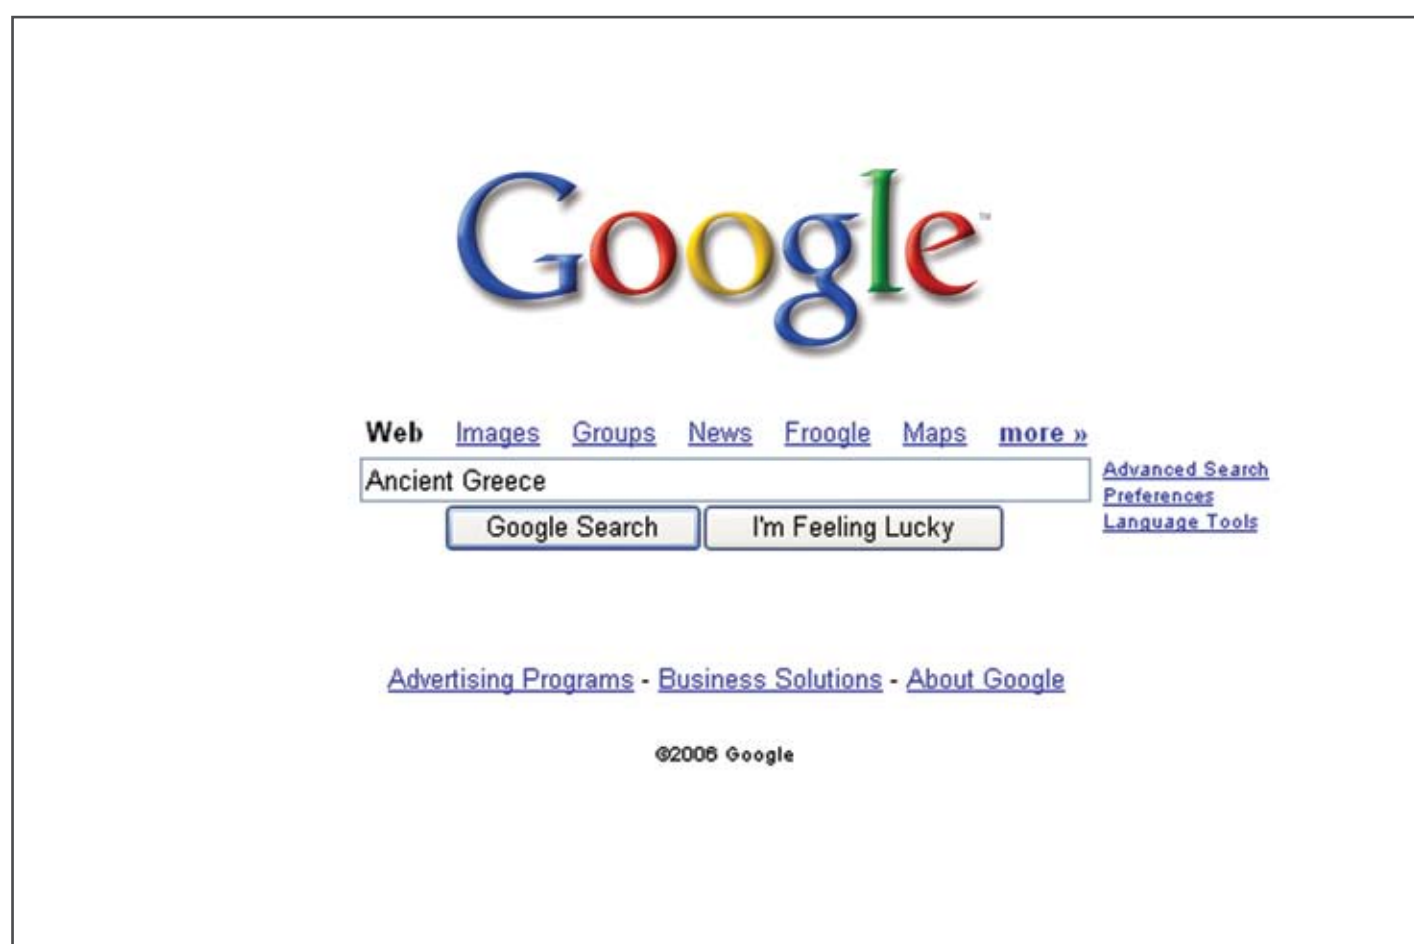 Google™
Web Images Groups News Froogle Maps more »
Ancient Greece
Advanced Search
Preferences
Language Tools
Google Search I'm Feeling Lucky
Advertising Programs - Business Solutions - About Google
©2006 Google